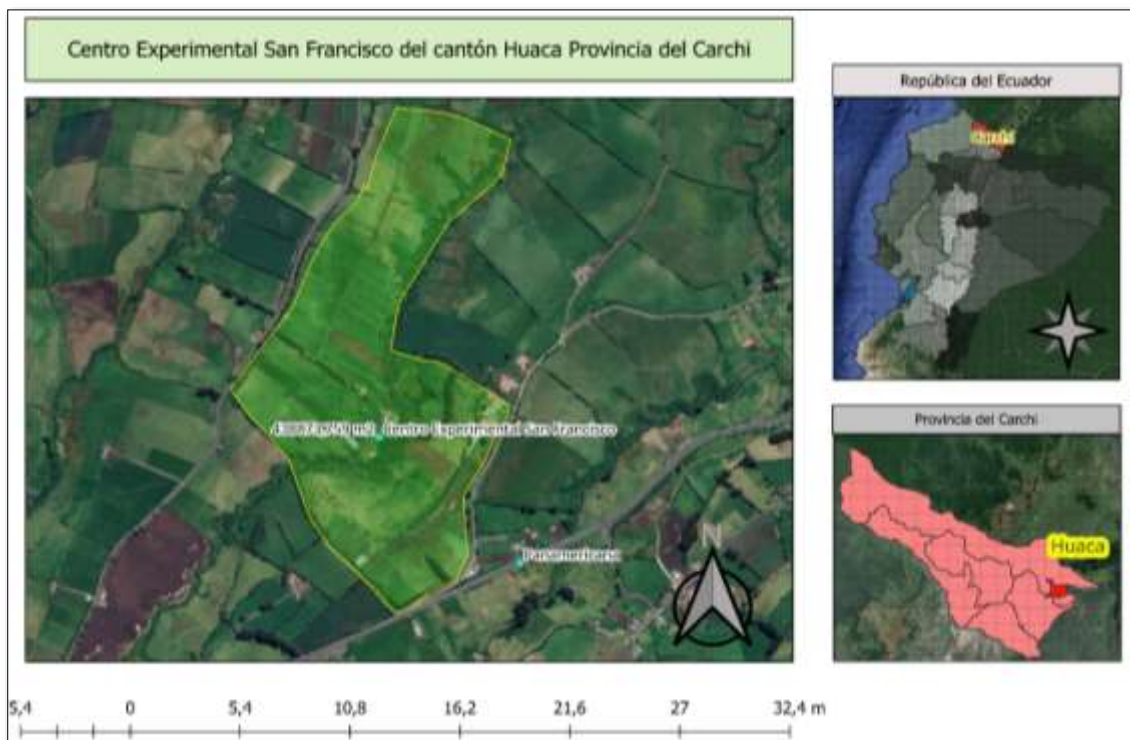 Centro Experimental San Francisco del cantón Huaca Provincia del Carchi
República del Ecuador
Carchi
Centro Experimental San Francisco
Panamericana
N
Provincia del Carchi
Huaca
5,4 0 5,4 10,8 16,2 21,6 27 32,4 m